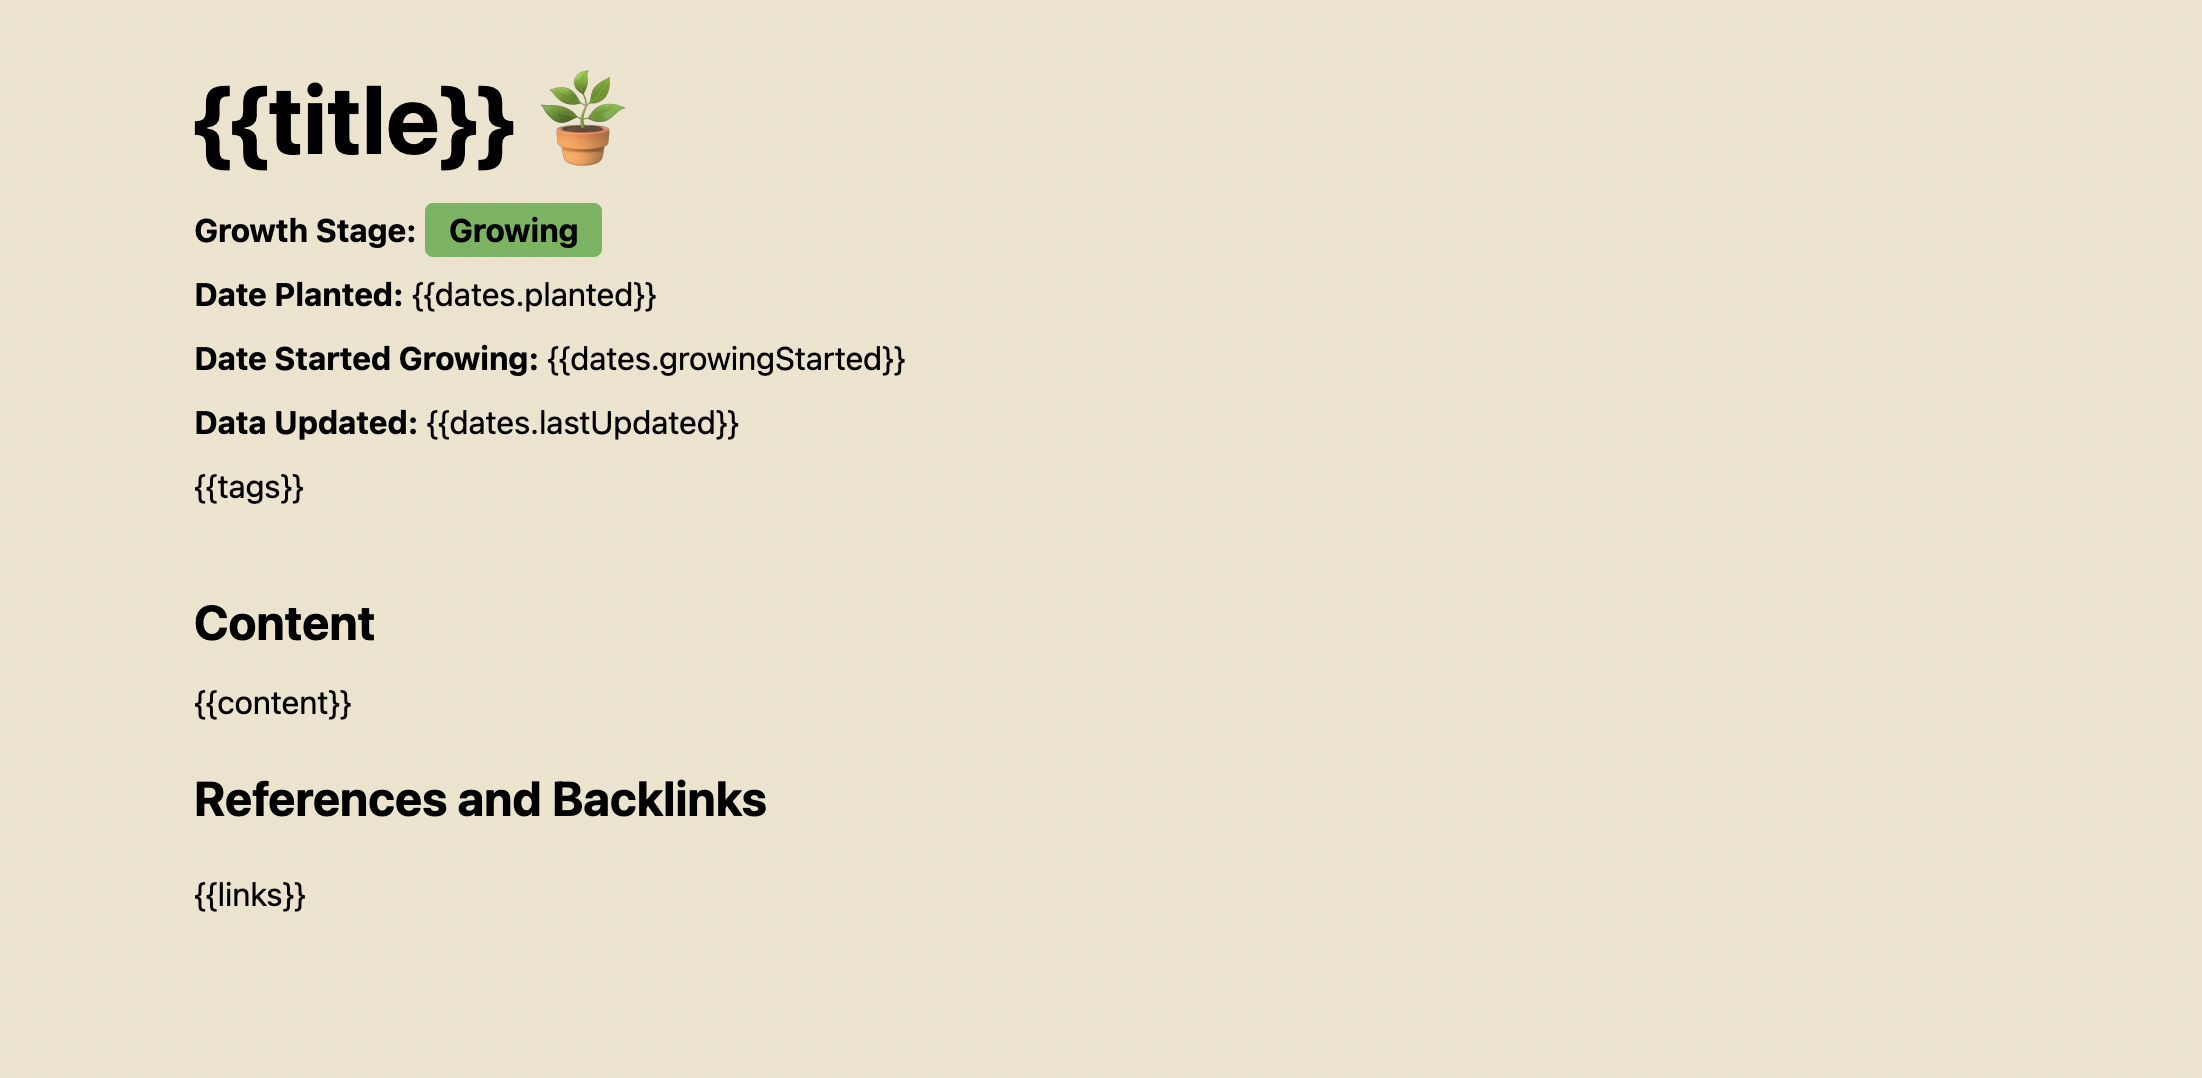 {{title}} 🪴
Growth Stage: Growing
Date Planted: {{dates.planted}}
Date Started Growing: {{dates.growingStarted}}
Data Updated: {{dates.lastUpdated}}
{{tags}}
Content
{{content}}
References and Backlinks
{{links}}